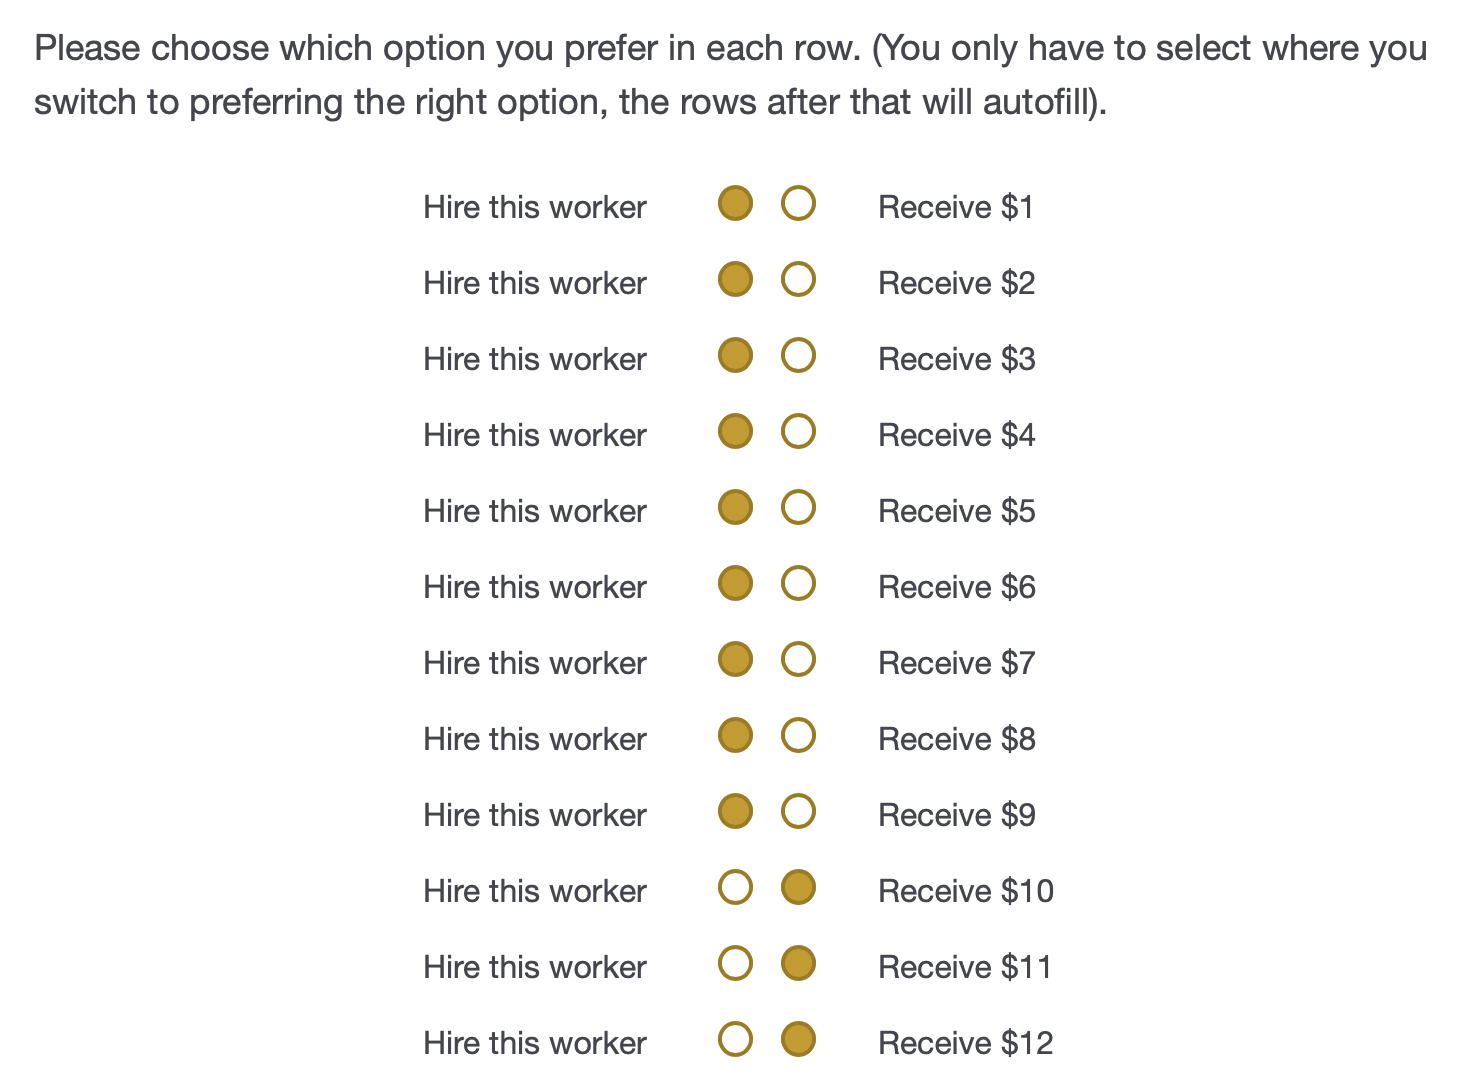 Please choose which option you prefer in each row. (You only have to select where you
switch to preferring the right option, the rows after that will autofill).
Hire this worker Receive $1
Hire this worker Receive $2
Hire this worker Receive $3
Hire this worker Receive $4
Hire this worker Receive $5
Hire this worker Receive $6
Hire this worker Receive $7
Hire this worker Receive $8
Hire this worker Receive $9
Hire this worker Receive $10
Hire this worker Receive $11
Hire this worker Receive $12